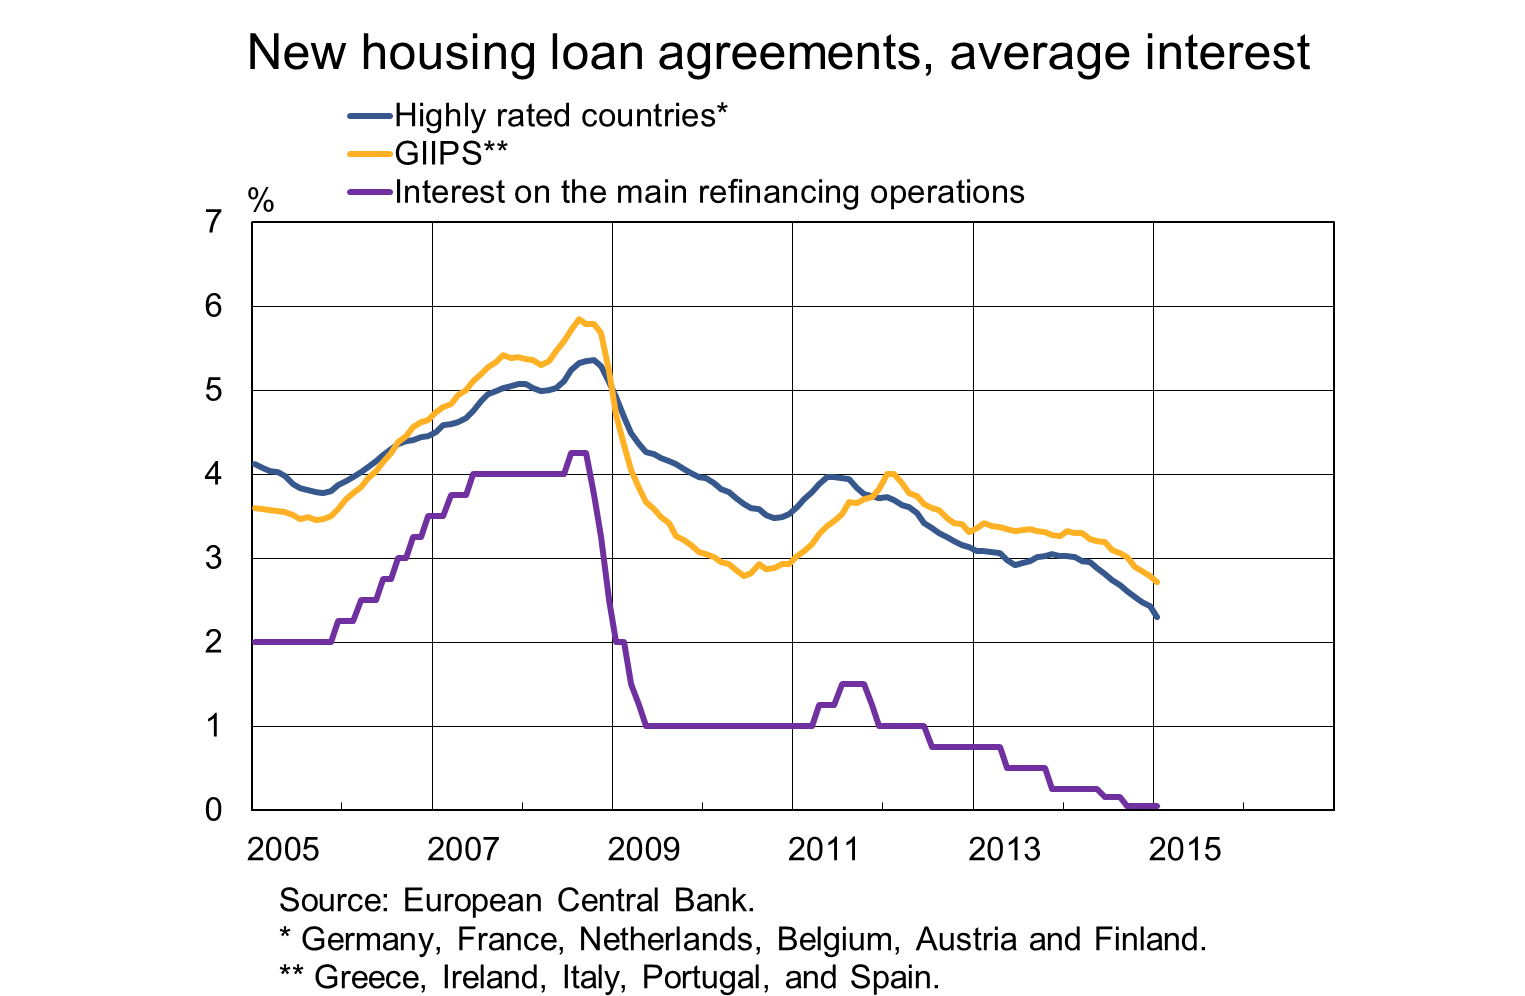 New housing loan agreements, average interest
Highly rated countries*
GIIPS**
Interest on the main refinancing operations
%
7
6
5
4
3
2
1
0
2005 2007 2009 2011 2013 2015
Source: European Central Bank.
* Germany, France, Netherlands, Belgium, Austria and Finland.
** Greece, Ireland, Italy, Portugal, and Spain.